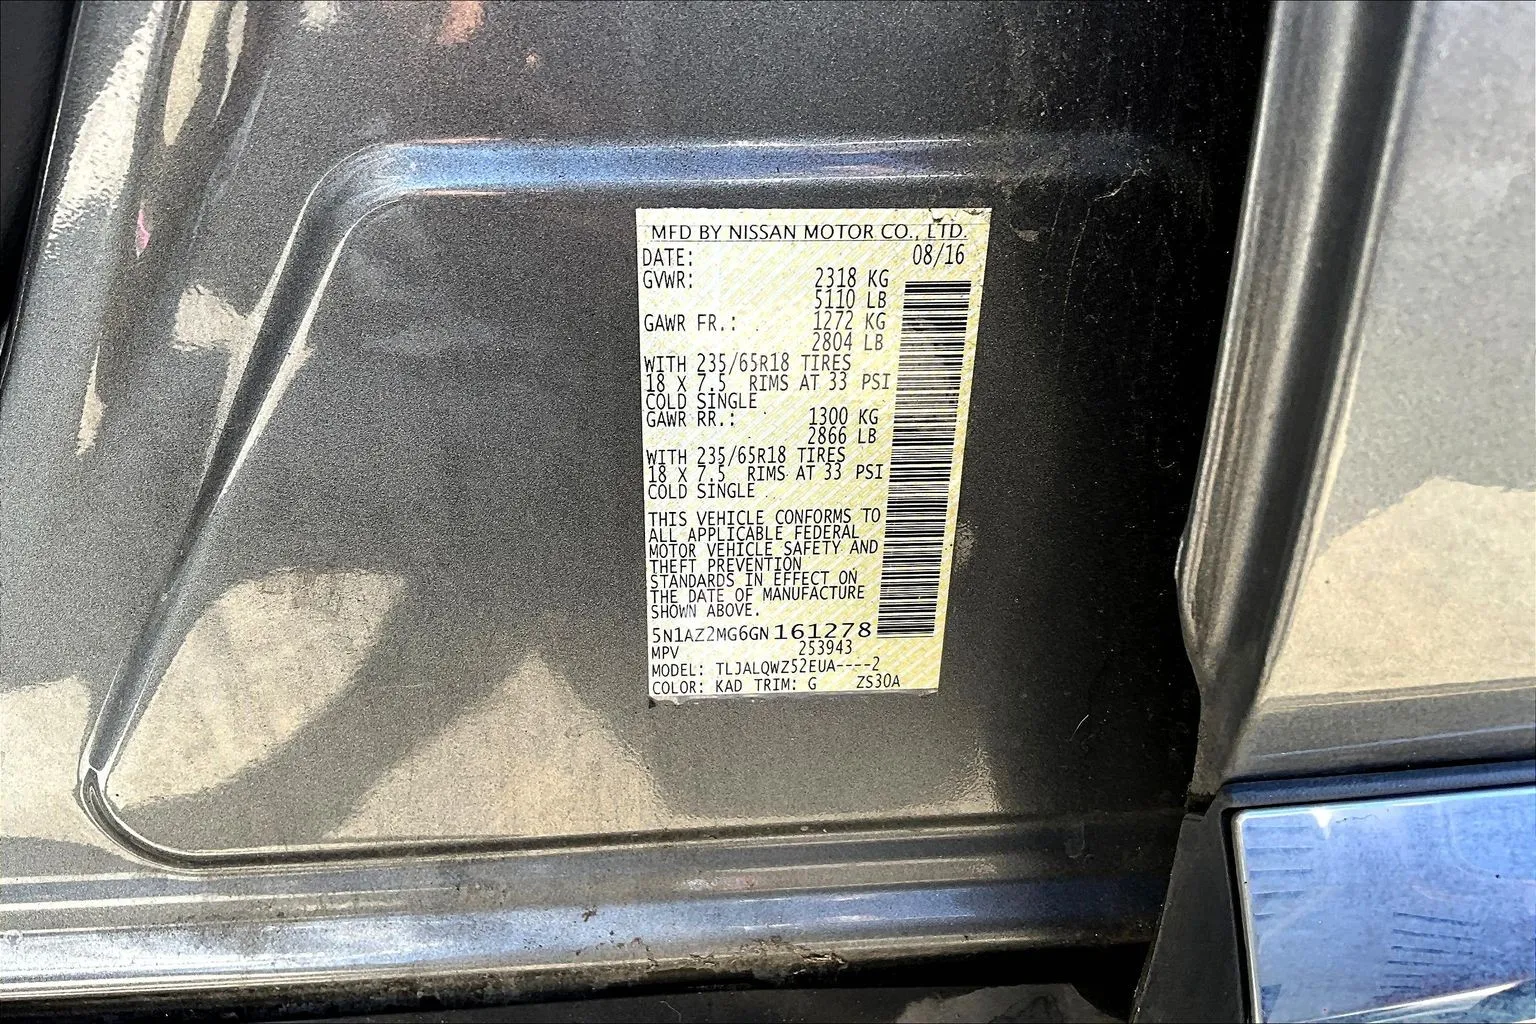 MFD BY NISSAN MOTOR CO., LTD.
DATE: 08/16
GVWR: 2318 KG
5110 LB
GAWR FR.: 1272 KG
2804 LB
WITH 235/65R18 TIRES
18 X 7.5 RIMS AT 33 PSI
COLD SINGLE
GAWR RR.: 1300 KG
2866 LB
WITH 235/65R18 TIRES
18 X 7.5 RIMS AT 33 PSI
COLD SINGLE
THIS VEHICLE CONFORMS TO
ALL APPLICABLE FEDERAL
MOTOR VEHICLE SAFETY AND
THEFT PREVENTION
STANDARDS IN EFFECT ON
THE DATE OF MANUFACTURE
SHOWN ABOVE.
5N1AZ2MG6GN161278
MPV 253943
MODEL: TLJALQWZ52EUA----2
COLOR: KAD TRIM: G ZS30A